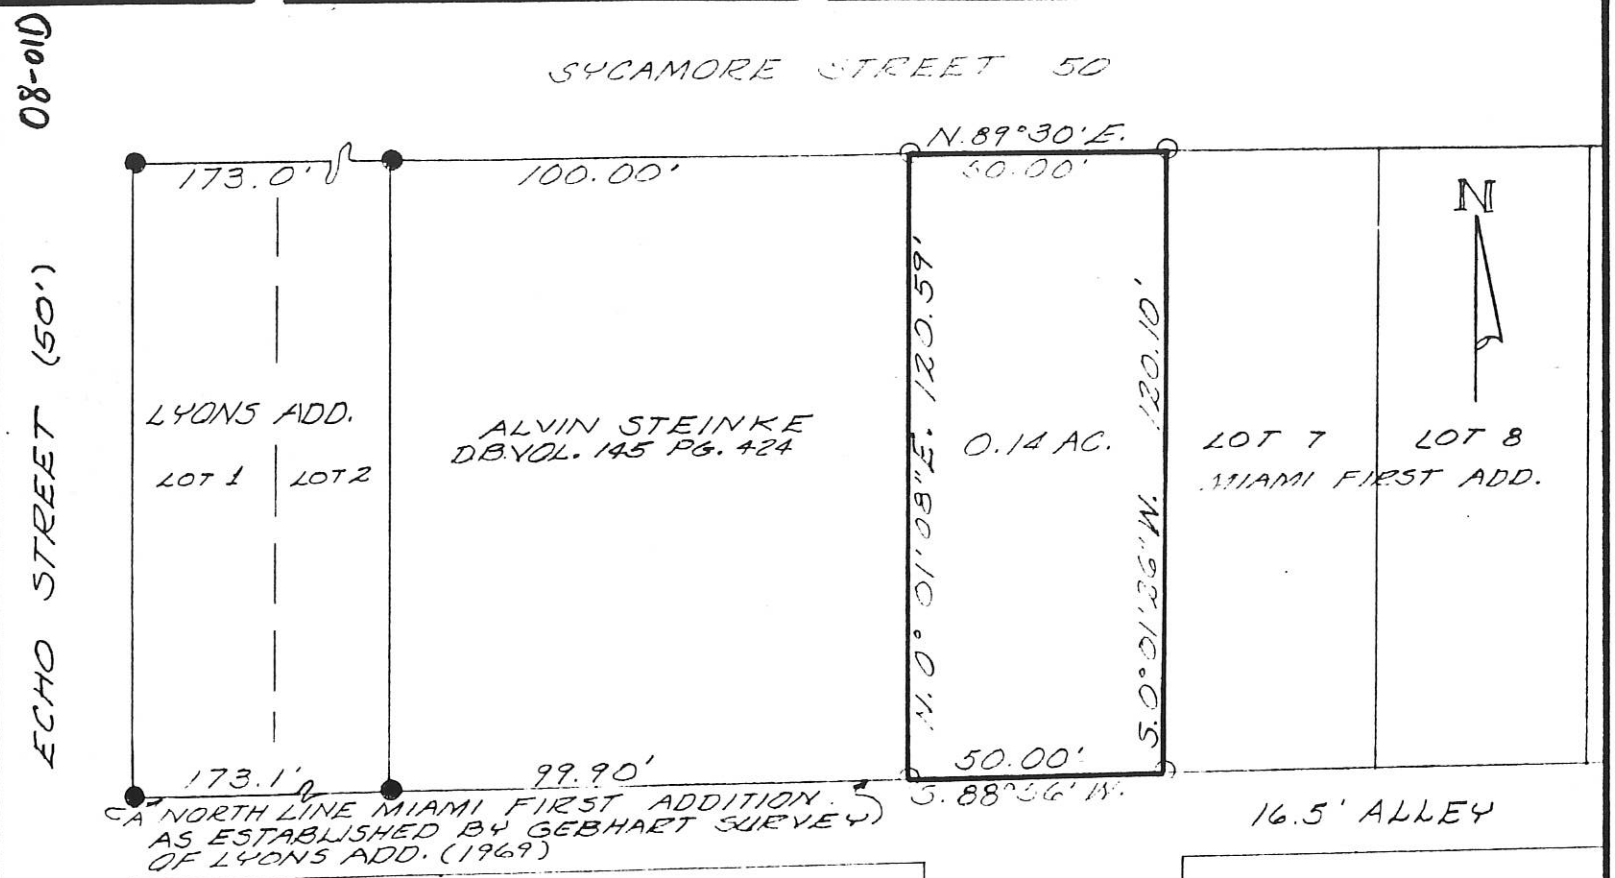 08-01D
SYCAMORE STREET 50
N. 89° 30' E.
173.0'
100.00'
50.00'
N
ECHO STREET (50')
N. 0° 01' 08" E. 120.59'
S. 0° 01' 36" W. 120.10'
LYONS ADD.
LOT 1
LOT 2
ALVIN STEINKE
D.B. VOL. 145 PG. 424
0.14 AC.
LOT 7
LOT 8
MIAMI FIRST ADD.
173.1'
99.90'
50.00'
S. 88° 56' W.
NORTH LINE MIAMI FIRST ADDITION
AS ESTABLISHED BY GEBHART SURVEY
OF LYONS ADD. (1969)
16.5' ALLEY